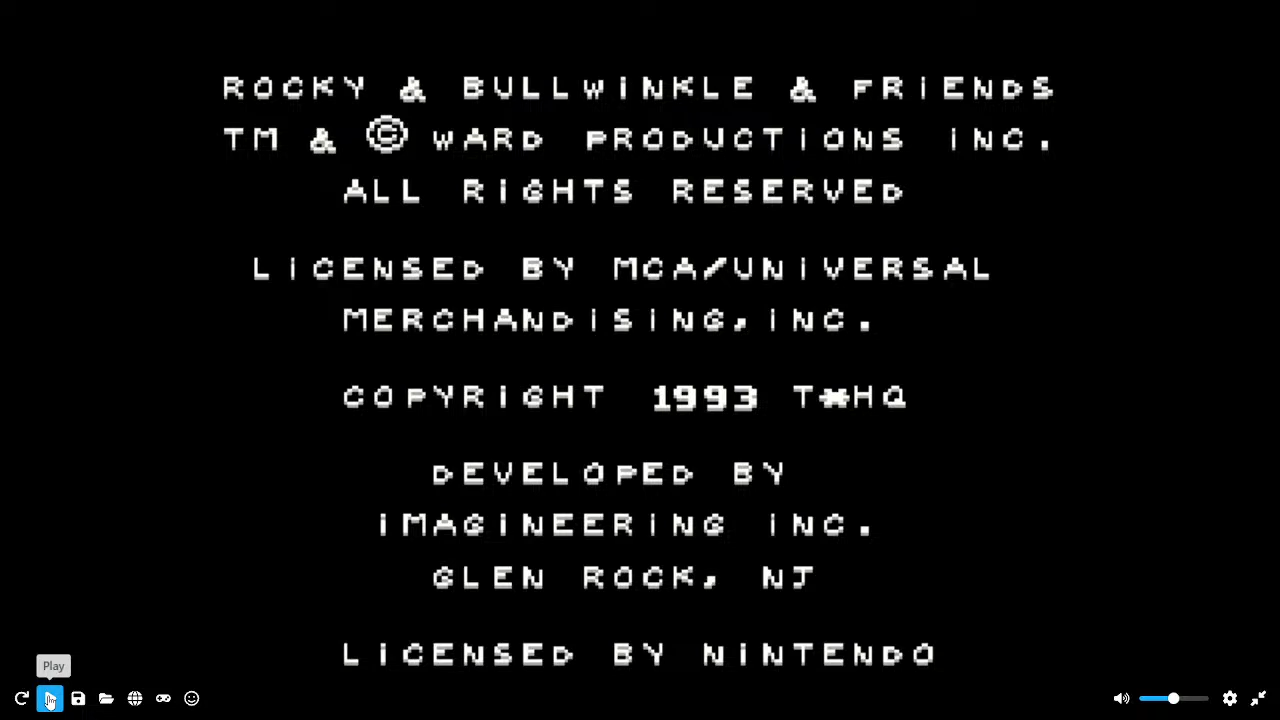 ROCKY & BULLWiNKLE & FRiENDS
TM & © WARD PRODUCTiONS iNC.
ALL RiGHTS RESERVED
LiCENSED BY MCA/UNiVERSAL
MERCHANDiSiNG,iNC.
COPYRiGHT 1993 T*HQ
DEVELOPED BY
iMAGiNEERiNG iNC.
GLEN ROCK, NJ
LiCENSED BY NiNTENDO
Play